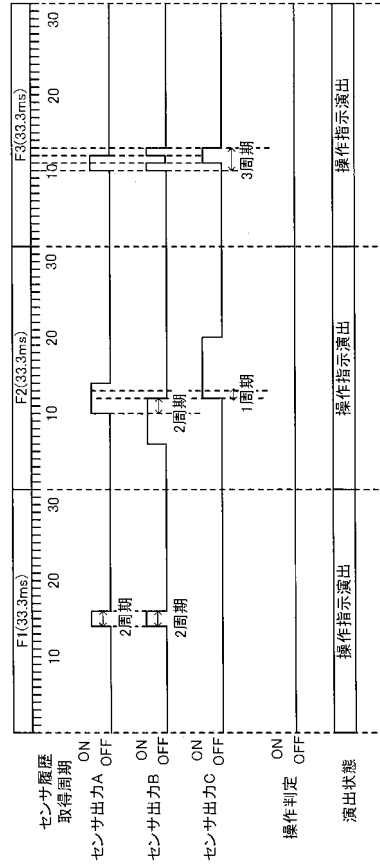 F1(33.3ms) F2(33.3ms) F3(33.3ms)
センサ履歴
取得周期
10 20 30 10 20 30 10 20 30
センサ出力A
ON
OFF
2周期
センサ出力B
ON
OFF
2周期 2周期
センサ出力C
ON
OFF
1周期 3周期
操作判定
ON
OFF
演出状態
操作指示演出 操作指示演出 操作指示演出